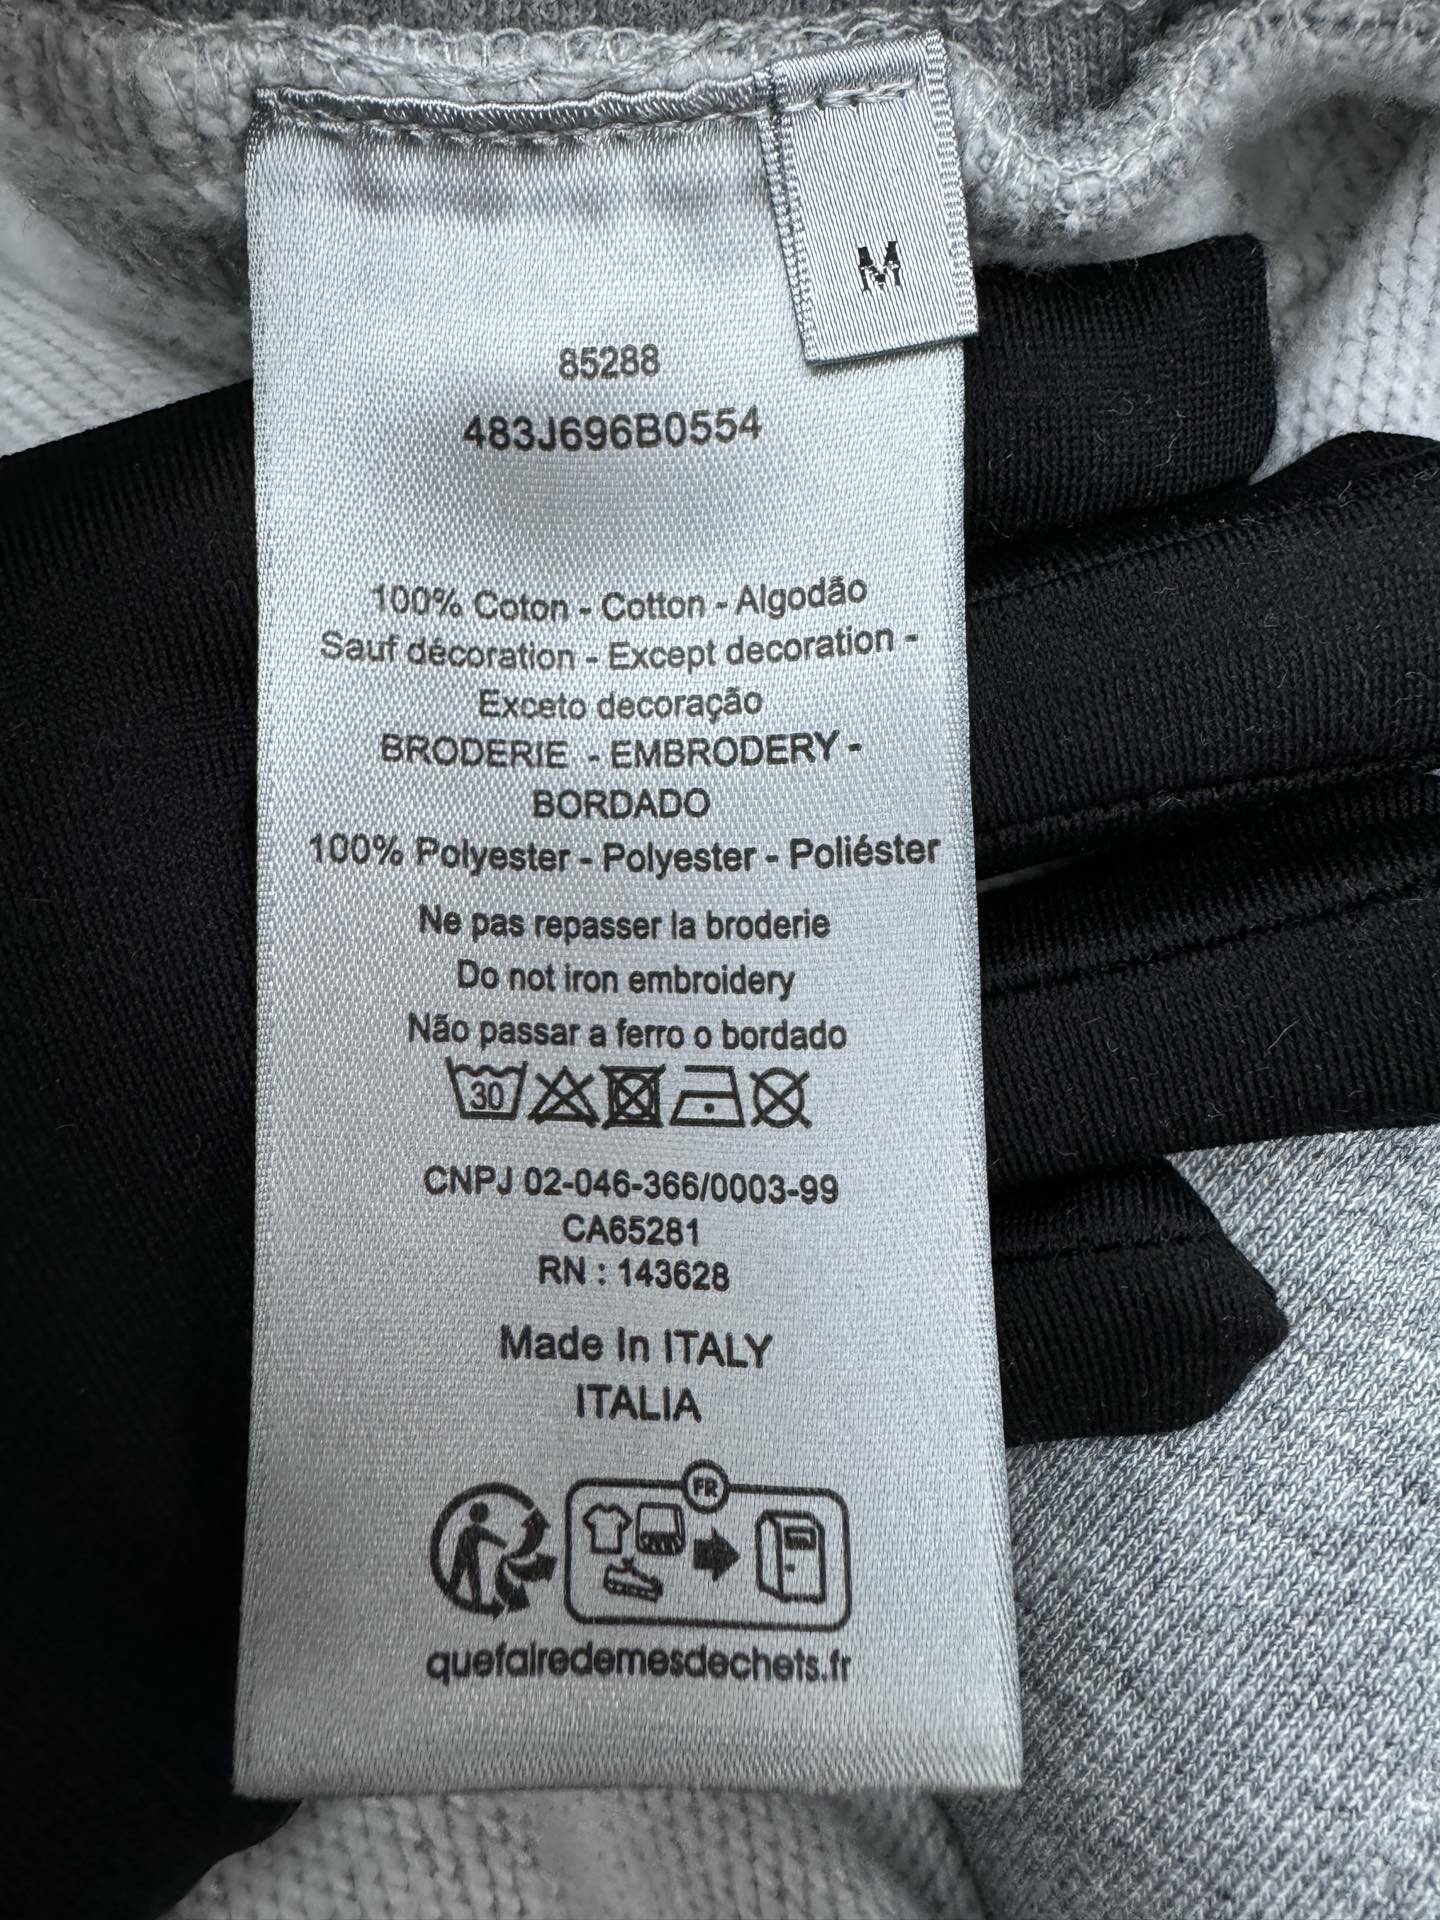 M
85288
483J696B0554
100% Coton - Cotton - Algodão
Sauf décoration - Except decoration -
Exceto decoração
BRODERIE - EMBRODERY -
BORDADO
100% Polyester - Polyester - Poliéster
Ne pas repasser la broderie
Do not iron embroidery
Não passar a ferro o bordado
30
CNPJ 02-046-366/0003-99
CA65281
RN : 143628
Made In ITALY
ITALIA
FR
quefairedemesdechets.fr